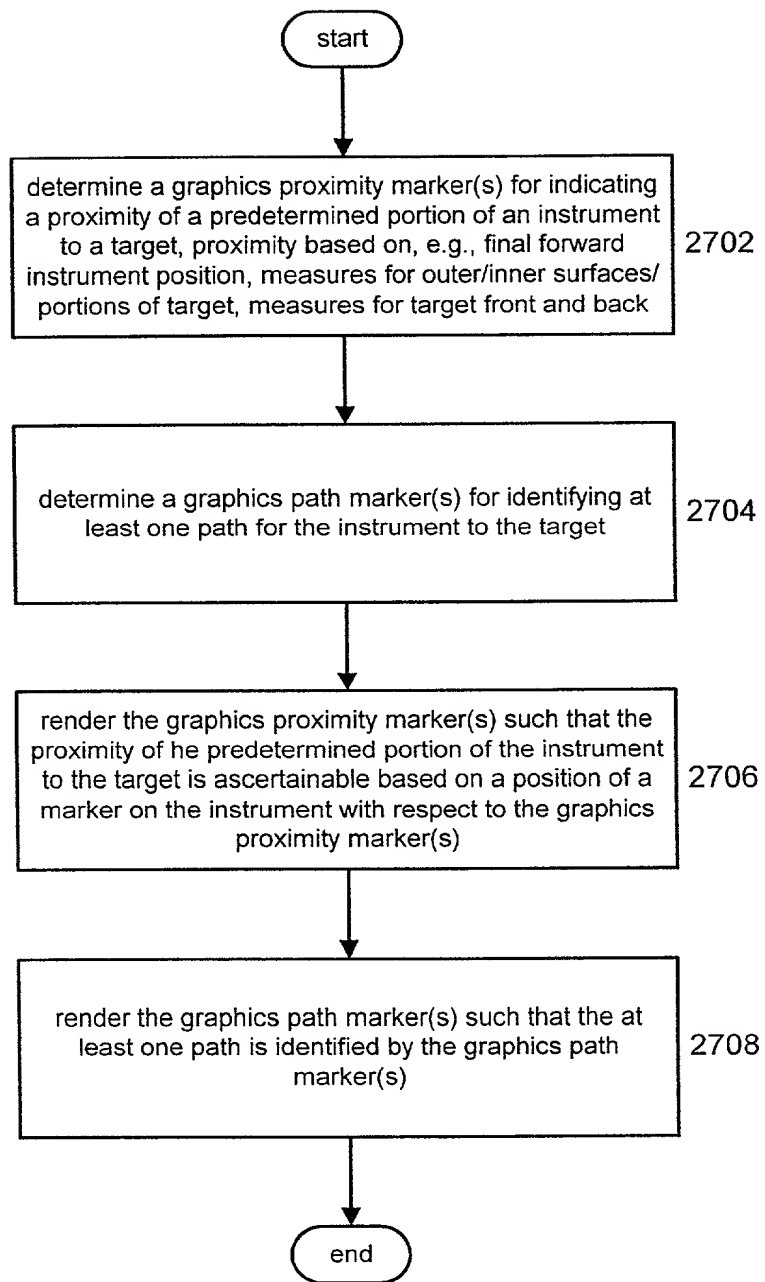 start
determine a graphics proximity marker(s) for indicating
a proximity of a predetermined portion of an instrument
to a target, proximity based on, e.g., final forward
instrument position, measures for outer/inner surfaces/
portions of target, measures for target front and back
2702
determine a graphics path marker(s) for identifying at
least one path for the instrument to the target
2704
render the graphics proximity marker(s) such that the
proximity of he predetermined portion of the instrument
to the target is ascertainable based on a position of a
marker on the instrument with respect to the graphics
proximity marker(s)
2706
render the graphics path marker(s) such that the at
least one path is identified by the graphics path
marker(s)
2708
end